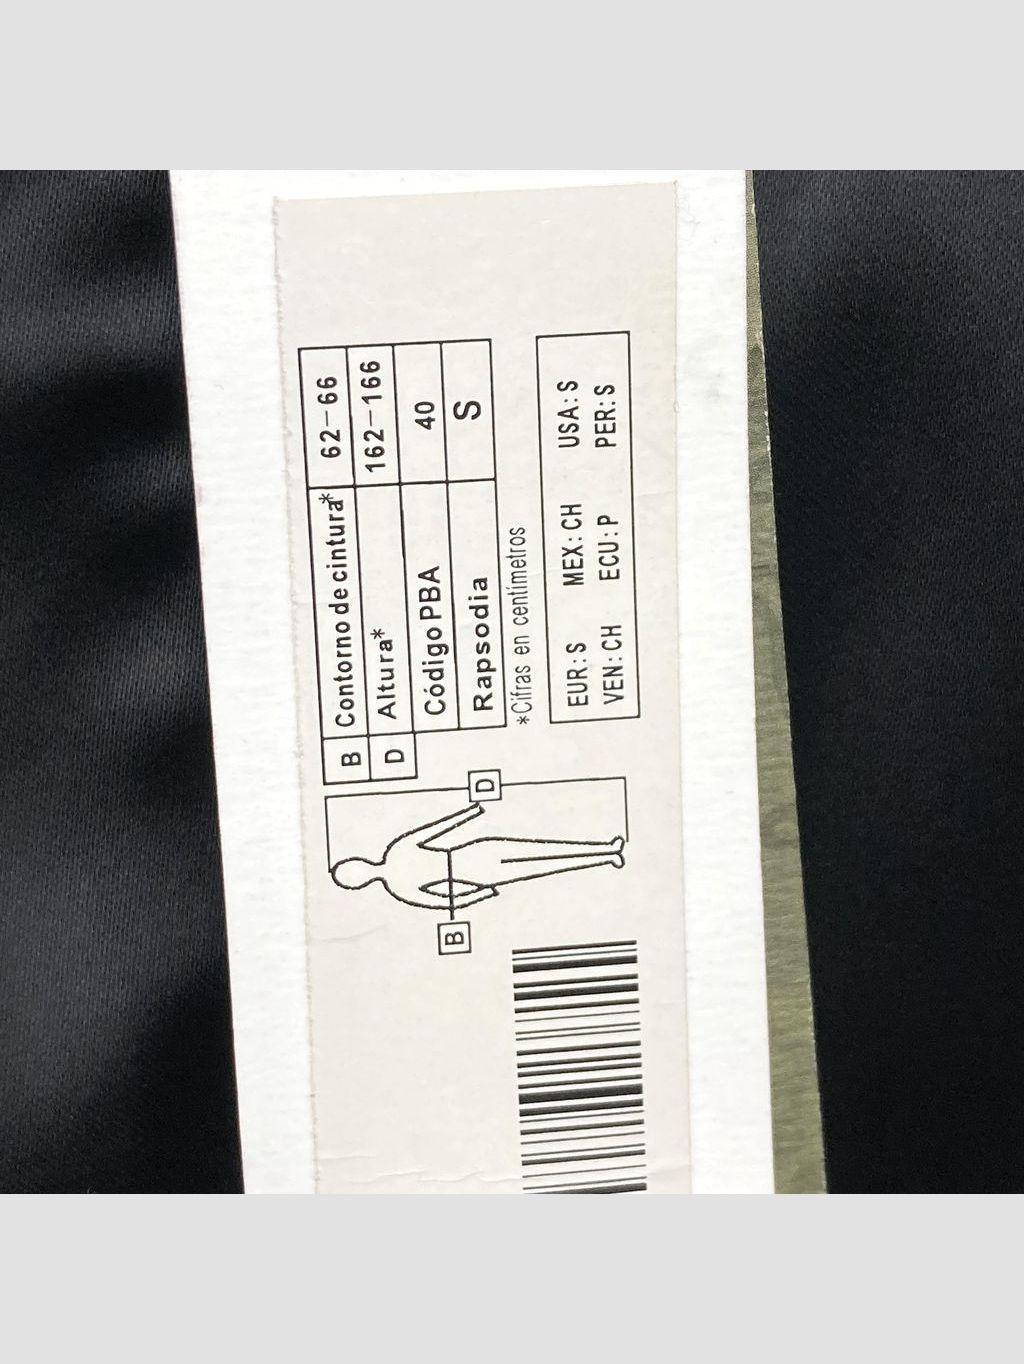 B Contorno de cintura* 62-66
D Altura* 162-166
Código PBA 40
Rapsodia S
*Cifras en centímetros
EUR: S MEX: CH USA: S
VEN: CH ECU: P PER: S
D
B